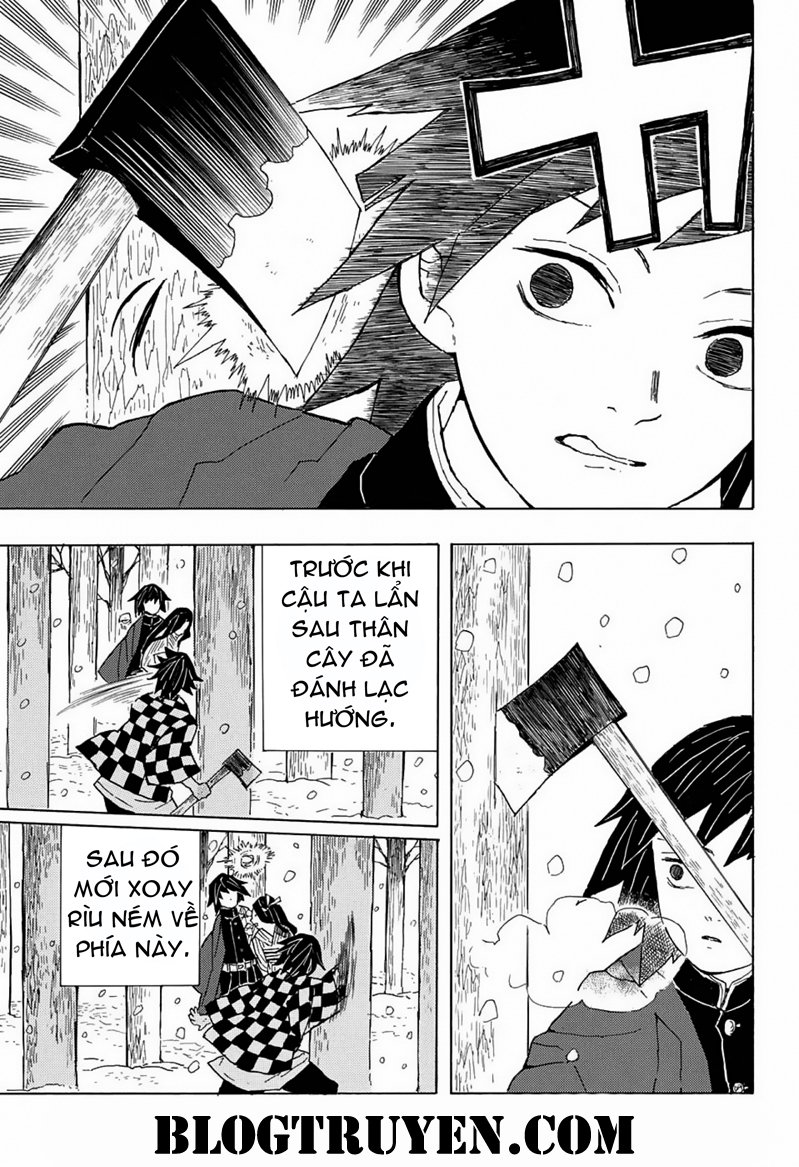 TRƯỚC KHI
CẬU TA LẨN
SAU THÂN
CÂY ĐÃ
ĐÁNH LẠC
HƯỚNG.
SAU ĐÓ
MỚI XOAY
RÌU NÉM VỀ
PHÍA NÀY.
BLOGTRUYEN.COM